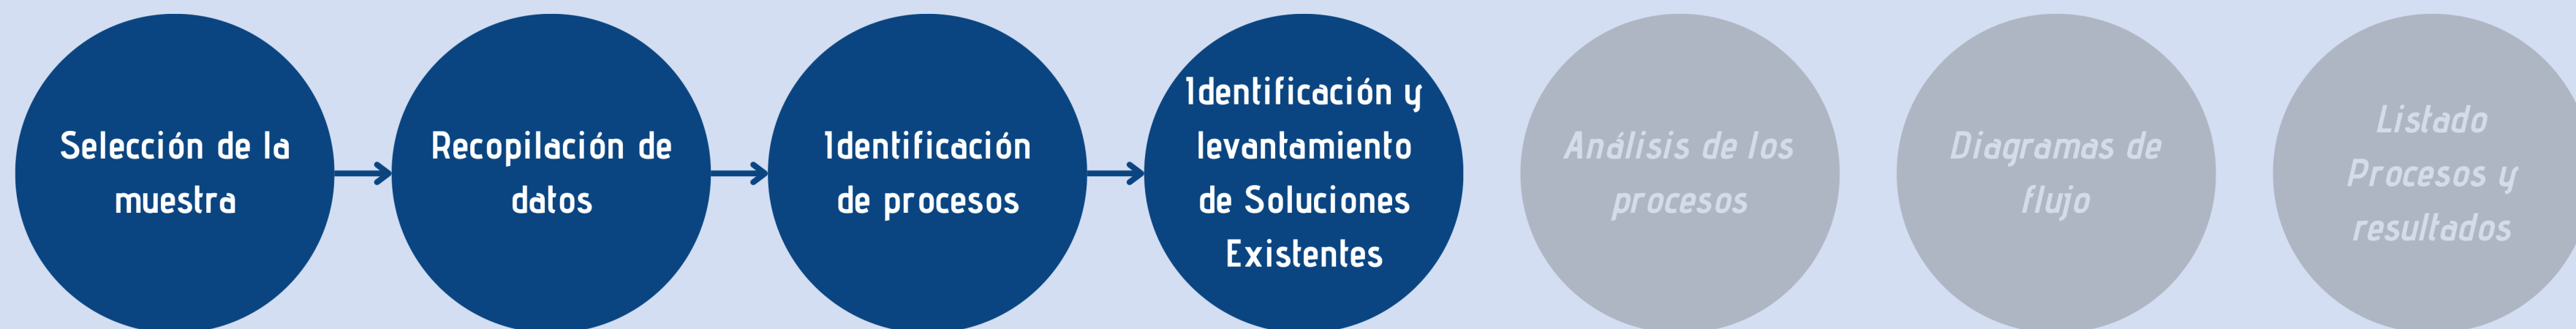 Selección de la
muestra
Recopilación de
datos
Identificación
de procesos
Identificación y
levantamiento
de Soluciones
Existentes
Análisis de los
procesos
Diagramas de
flujo
Listado
Procesos y
resultados